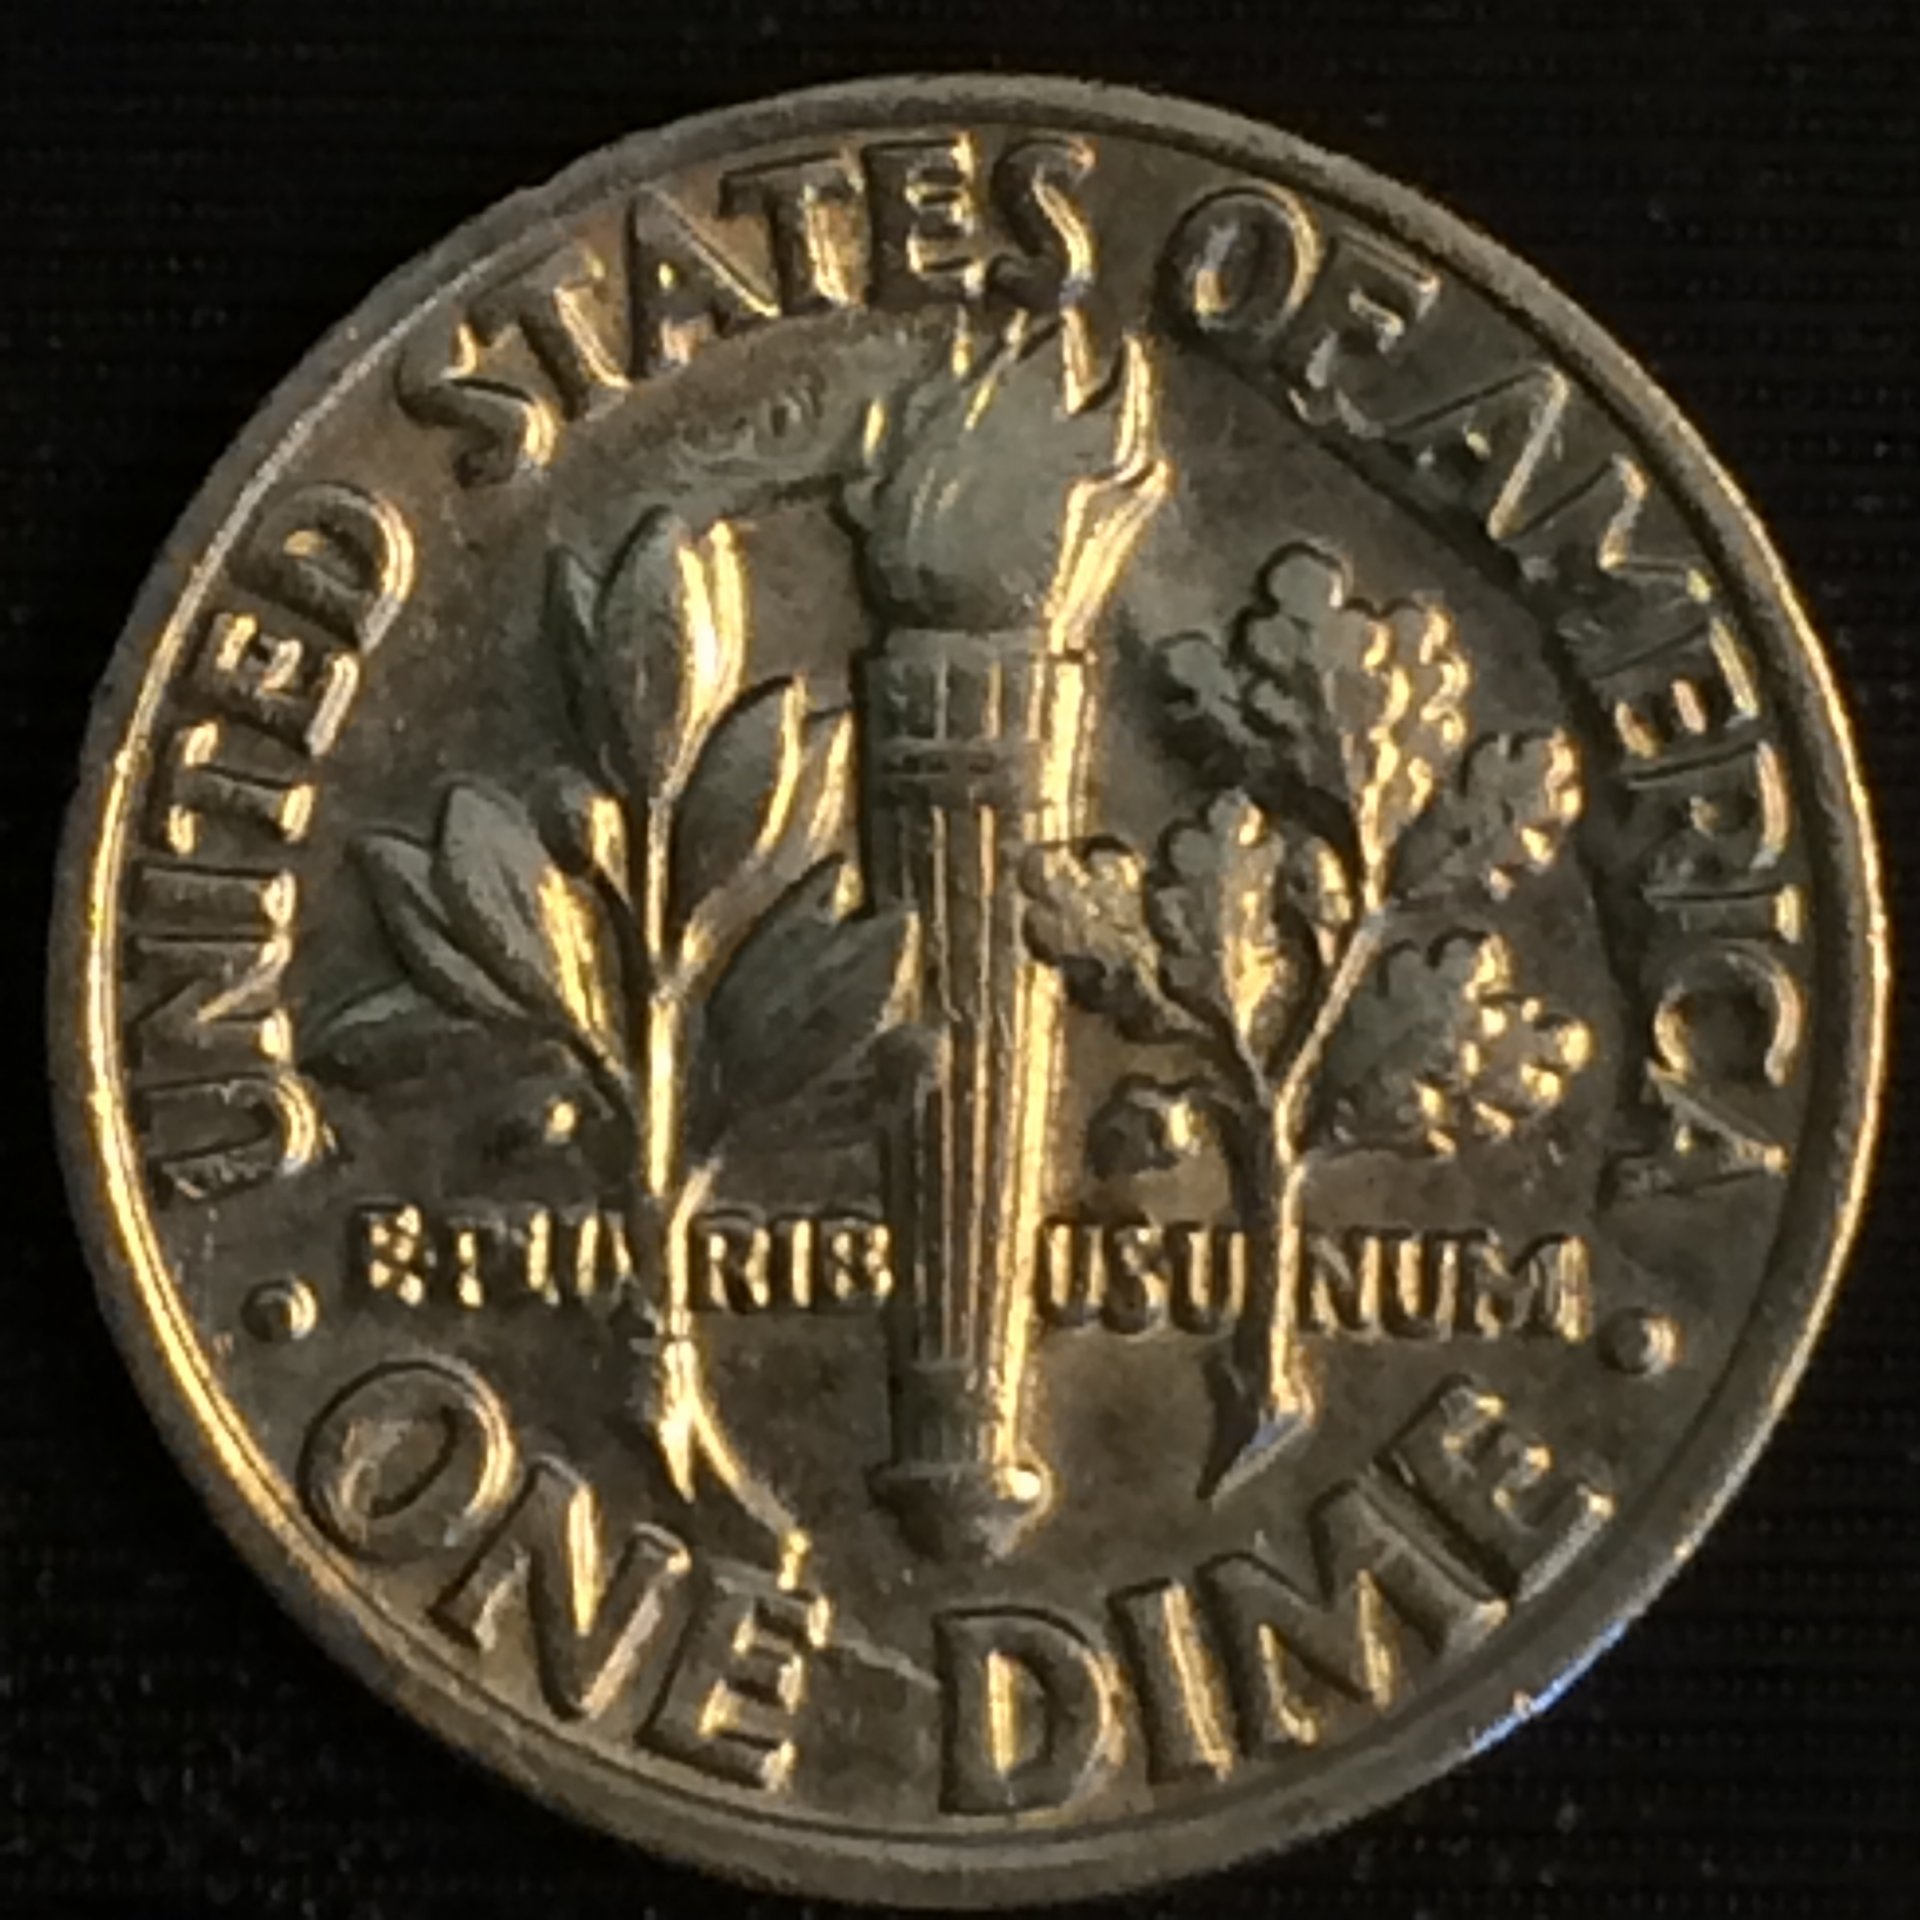 UNITED STATES OF AMERICA
E PLURIBUS UNUM
· ONE DIME ·